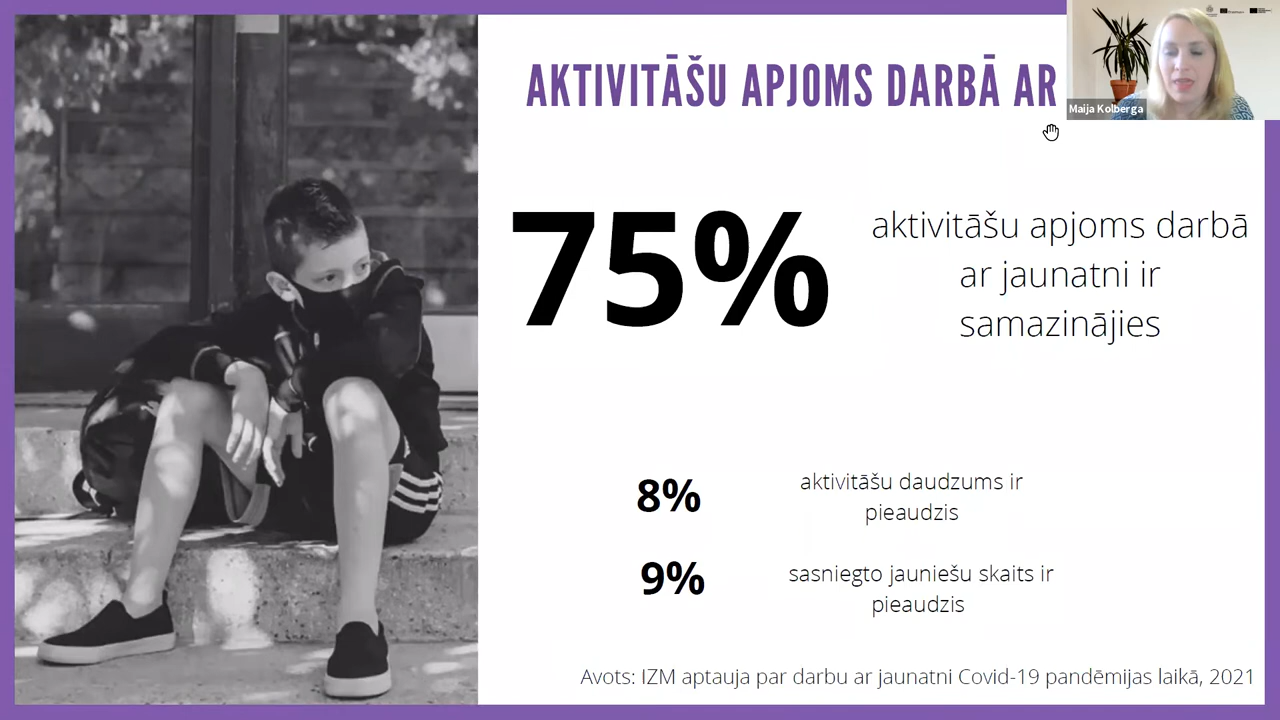 AKTIVITĀŠU APJOMS DARBĀ AR
Maija Kolberga
75%
aktivitāšu apjoms darbā
ar jaunatni ir
samazinājies
8%
aktivitāšu daudzums ir
pieaudzis
9%
sasniegto jauniešu skaits ir
pieaudzis
Avots: IZM aptauja par darbu ar jaunatni Covid-19 pandēmijas laikā, 2021